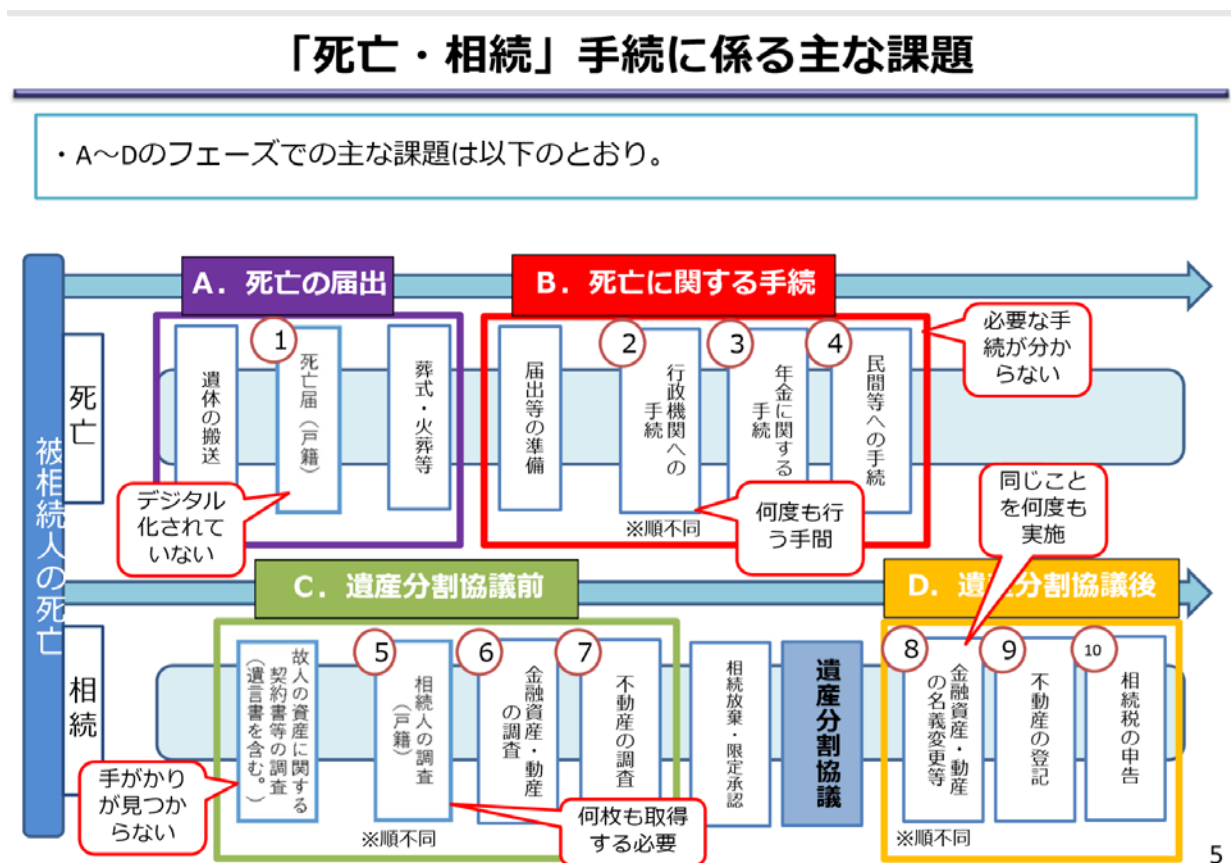 「死亡・相続」手続に係る主な課題
・A～Dのフェーズでの主な課題は以下のとおり。
被相続人の死亡
死亡
A．死亡の届出
遺体の搬送
1
死亡届（戸籍）
葬式・火葬等
デジタル
化されて
いない
B．死亡に関する手続
届出等の準備
2
行政機関への
手続
3
年金に関する
手続
4
民間等への手続
※順不同
必要な手
続が分か
らない
何度も行
う手間
相続
C．遺産分割協議前
故人の資産に関する
契約書等の調査
（遺言書を含む。）
5
相続人の調査
（戸籍）
6
金融資産・動産
の調査
7
不動産の調査
※順不同
手がかり
が見つか
らない
何枚も取得
する必要
相続放棄・限定承認
遺産分割協議
D．遺産分割協議後
同じこと
を何度も
実施
8
金融資産・動産
の名義変更等
9
不動産の登記
10
相続税の申告
※順不同
5